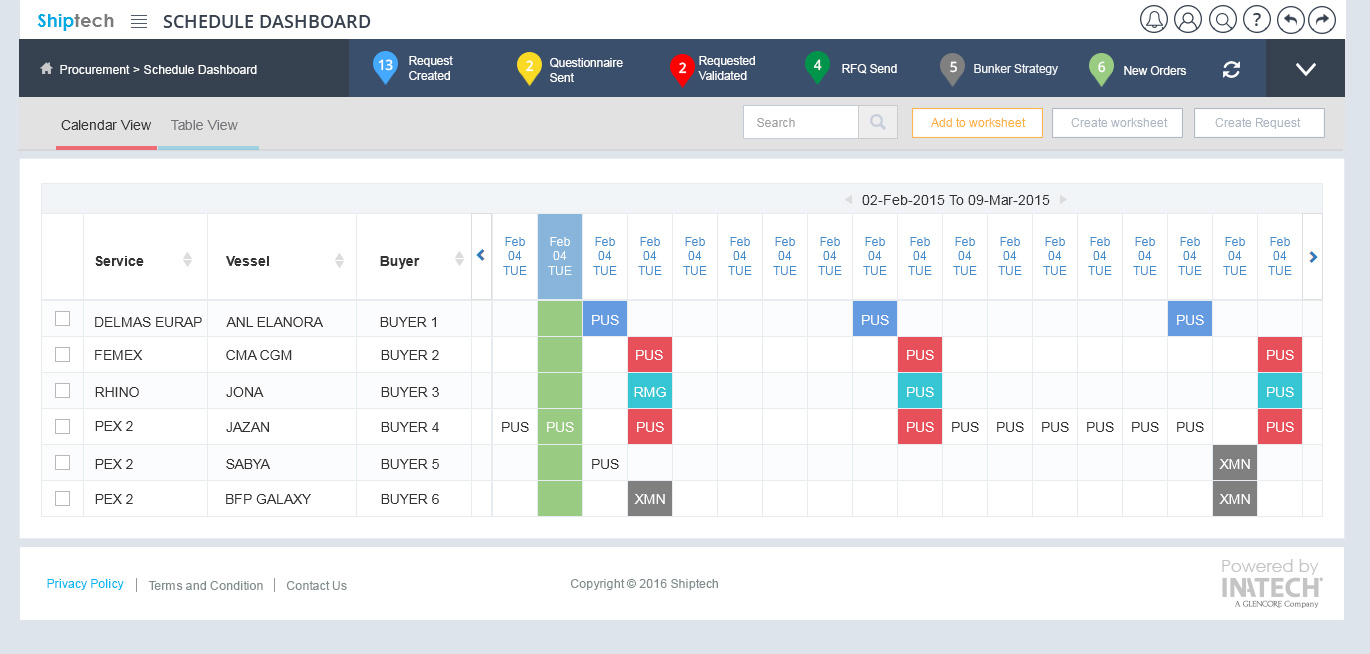 Shiptech SCHEDULE DASHBOARD ?
Procurement > Schedule Dashboard
13 Request Created
2 Questionnaire Sent
2 Requested Validated
4 RFQ Send
5 Bunker Strategy
6 New Orders
Calendar View Table View
Search Add to worksheet Create worksheet Create Request
02-Feb-2015 To 09-Mar-2015
Service Vessel Buyer
Feb 04 TUE Feb 04 TUE Feb 04 TUE Feb 04 TUE Feb 04 TUE Feb 04 TUE Feb 04 TUE Feb 04 TUE Feb 04 TUE Feb 04 TUE Feb 04 TUE Feb 04 TUE Feb 04 TUE Feb 04 TUE Feb 04 TUE Feb 04 TUE Feb 04 TUE Feb 04 TUE
DELMAS EURAP ANL ELANORA BUYER 1 PUS PUS PUS
FEMEX CMA CGM BUYER 2 PUS PUS PUS
RHINO JONA BUYER 3 RMG PUS PUS
PEX 2 JAZAN BUYER 4 PUS PUS PUS PUS PUS PUS PUS PUS PUS PUS PUS
PEX 2 SABYA BUYER 5 PUS XMN
PEX 2 BFP GALAXY BUYER 6 XMN XMN
Privacy Policy | Terms and Condition | Contact Us
Copyright © 2016 Shiptech
Powered by
INATECH
A GLENCORE Company